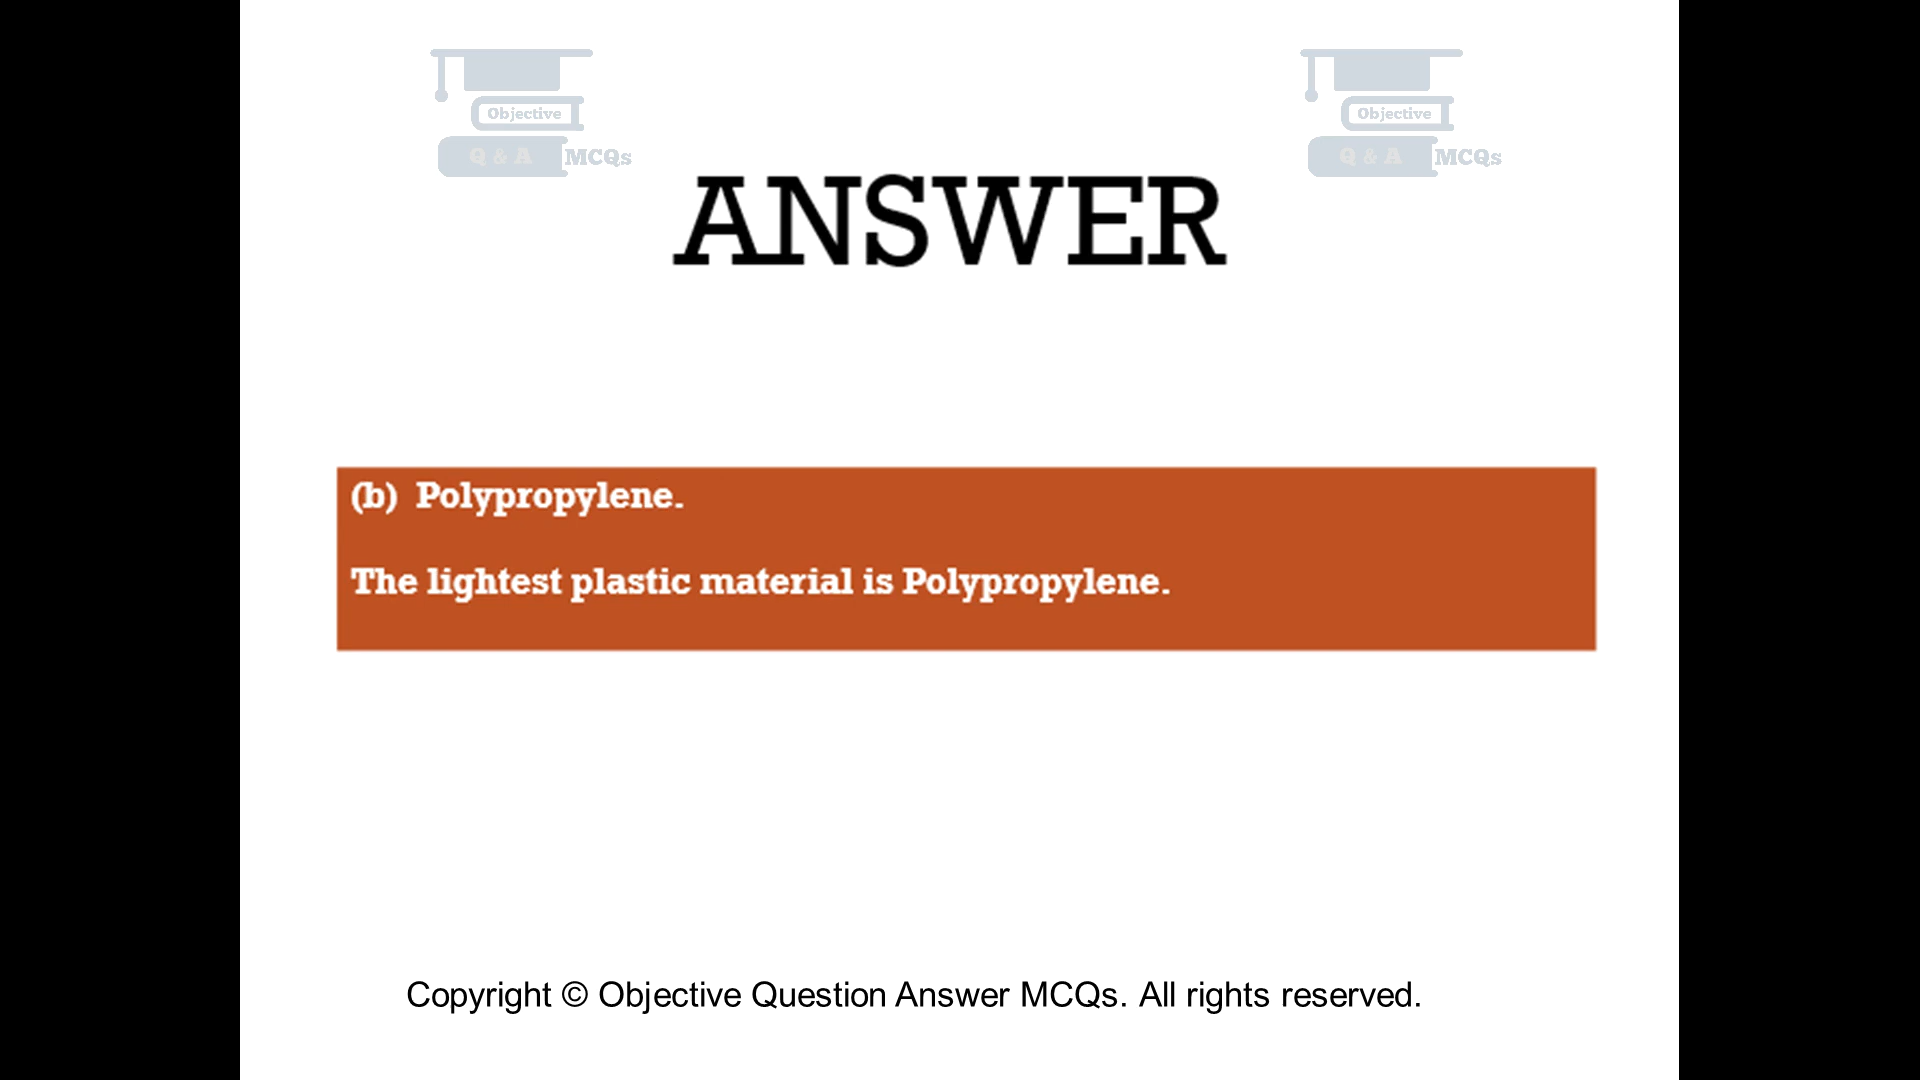 Objective
Q & A MCQs
Objective
Q & A MCQs
ANSWER
(b) Polypropylene.
The lightest plastic material is Polypropylene.
Copyright © Objective Question Answer MCQs. All rights reserved.